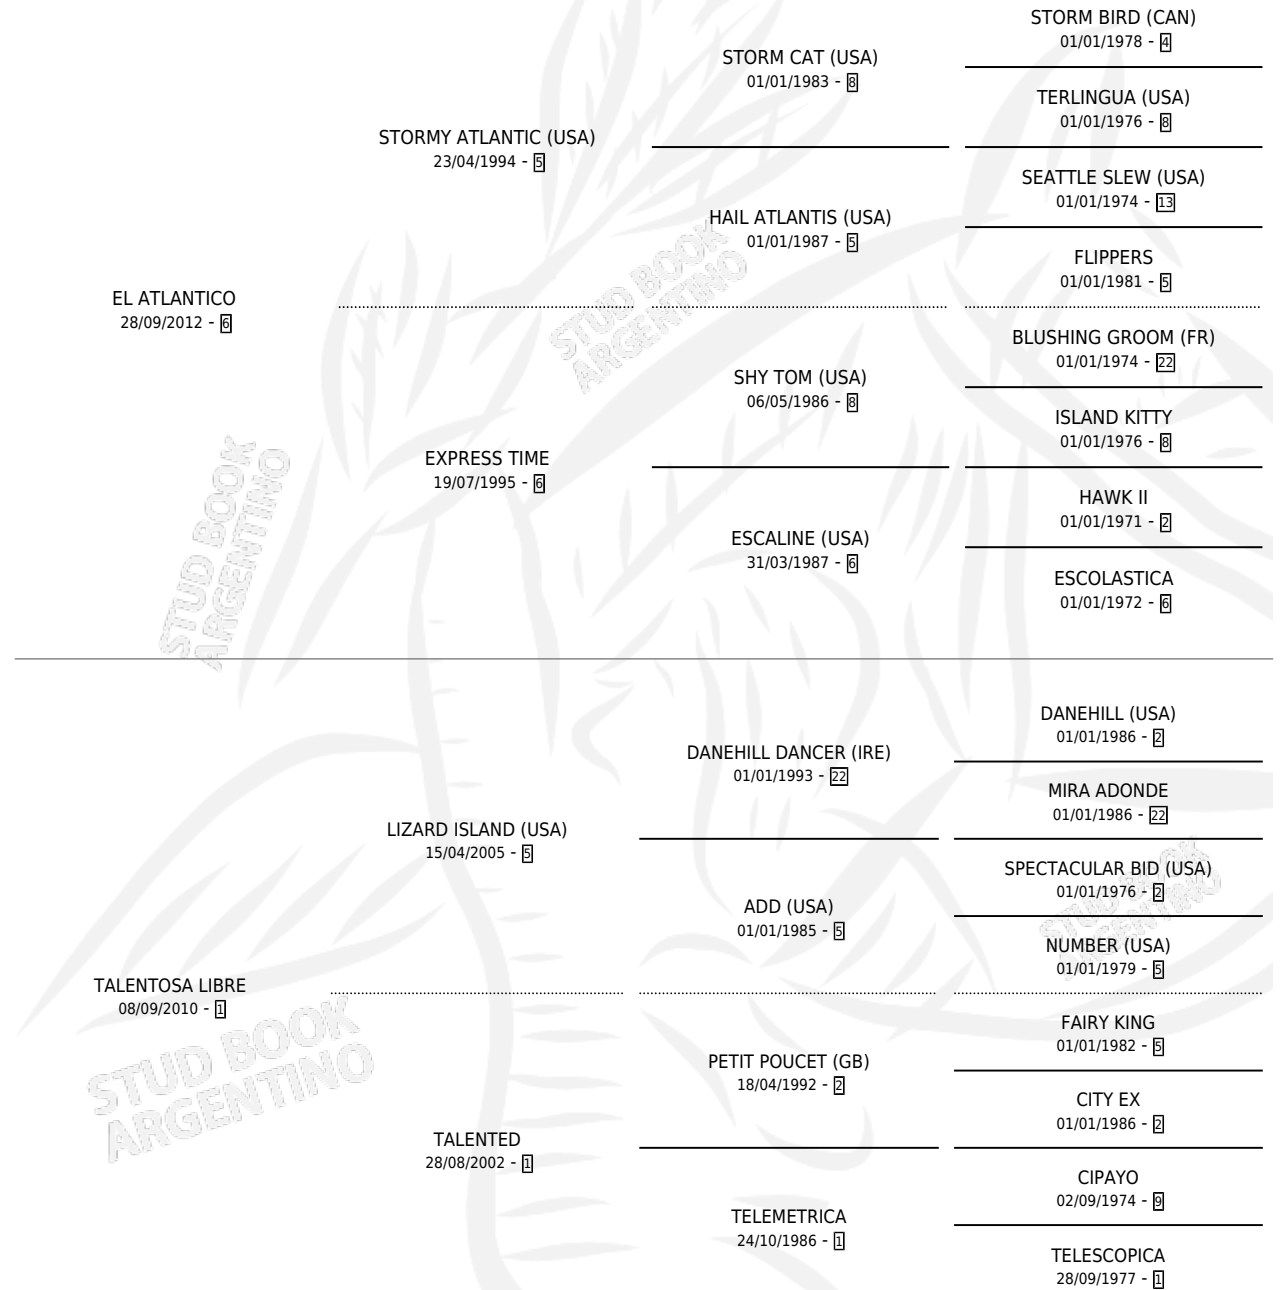 STORM BIRD (CAN)
01/01/1978 - 4
STORM CAT (USA)
01/01/1983 - 8
TERLINGUA (USA)
01/01/1976 - 8
STORMY ATLANTIC (USA)
23/04/1994 - 5
SEATTLE SLEW (USA)
01/01/1974 - 13
HAIL ATLANTIS (USA)
01/01/1987 - 5
FLIPPERS
01/01/1981 - 5
EL ATLANTICO
28/09/2012 - 6
BLUSHING GROOM (FR)
01/01/1974 - 22
SHY TOM (USA)
06/05/1986 - 8
ISLAND KITTY
01/01/1976 - 8
EXPRESS TIME
19/07/1995 - 6
HAWK II
01/01/1971 - 2
ESCALINE (USA)
31/03/1987 - 6
ESCOLASTICA
01/01/1972 - 6
STUD BOOK
ARGENTINO
STUD BOOK
ARGENTINO
DANEHILL (USA)
01/01/1986 - 2
DANEHILL DANCER (IRE)
01/01/1993 - 22
MIRA ADONDE
01/01/1986 - 22
LIZARD ISLAND (USA)
15/04/2005 - 5
SPECTACULAR BID (USA)
01/01/1976 - 2
ADD (USA)
01/01/1985 - 5
NUMBER (USA)
01/01/1979 - 5
TALENTOSA LIBRE
08/09/2010 - 1
FAIRY KING
01/01/1982 - 5
PETIT POUCET (GB)
18/04/1992 - 2
CITY EX
01/01/1986 - 2
TALENTED
28/08/2002 - 1
CIPAYO
02/09/1974 - 9
TELEMETRICA
24/10/1986 - 1
TELESCOPICA
28/09/1977 - 1
STUD BOOK
ARGENTINO
STUD BOOK
ARGENTINO